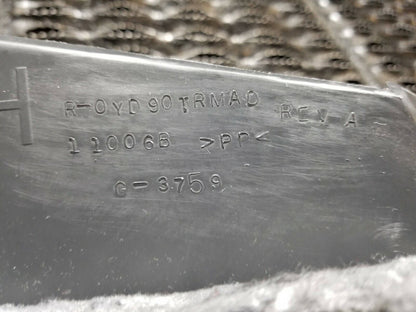 R-0YD90TRMAD REV A-
11006B >PP<
C-3759